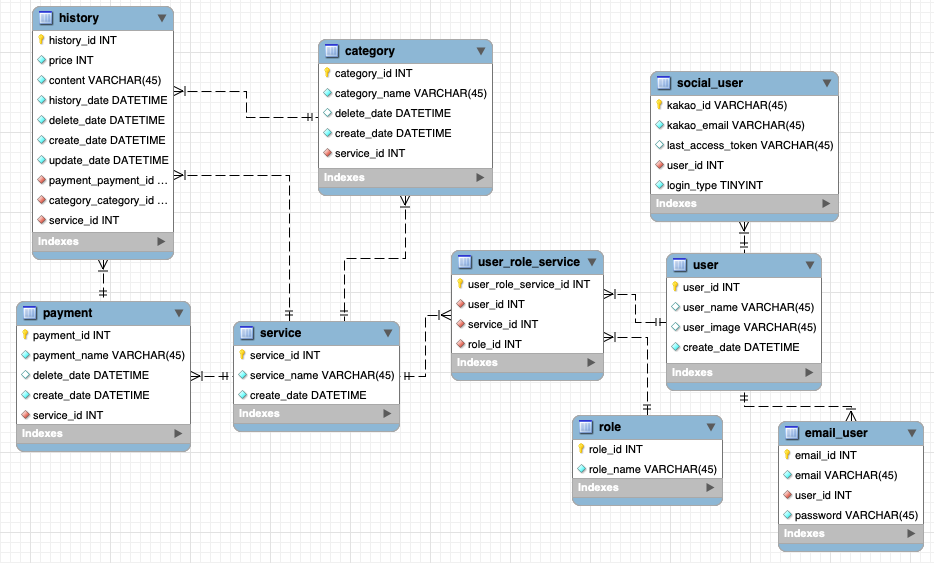 history
history_id INT
price INT
content VARCHAR(45)
history_date DATETIME
delete_date DATETIME
create_date DATETIME
update_date DATETIME
payment_payment_id ...
category_category_id ...
service_id INT
Indexes
category
category_id INT
category_name VARCHAR(45)
delete_date DATETIME
create_date DATETIME
service_id INT
Indexes
social_user
kakao_id VARCHAR(45)
kakao_email VARCHAR(45)
last_access_token VARCHAR(45)
user_id INT
login_type TINYINT
Indexes
payment
payment_id INT
payment_name VARCHAR(45)
delete_date DATETIME
create_date DATETIME
service_id INT
Indexes
service
service_id INT
service_name VARCHAR(45)
create_date DATETIME
Indexes
user_role_service
user_role_service_id INT
user_id INT
service_id INT
role_id INT
Indexes
user
user_id INT
user_name VARCHAR(45)
user_image VARCHAR(45)
create_date DATETIME
Indexes
role
role_id INT
role_name VARCHAR(45)
Indexes
email_user
email_id INT
email VARCHAR(45)
user_id INT
password VARCHAR(45)
Indexes